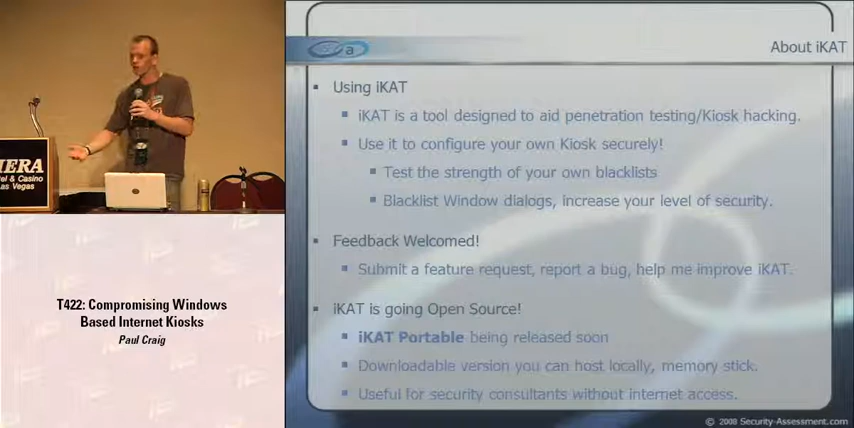 IERA
el & Casino
as Vegas
T422: Compromising Windows
Based Internet Kiosks
Paul Craig
a
About iKAT
Using iKAT
iKAT is a tool designed to aid penetration testing/Kiosk hacking.
Use it to configure your own Kiosk securely!
Test the strength of your own blacklists
Blacklist Window dialogs, increase your level of security.
Feedback Welcomed!
Submit a feature request, report a bug, help me improve iKAT.
iKAT is going Open Source!
iKAT Portable being released soon
Downloadable version you can host locally, memory stick.
Useful for security consultants without internet access.
© 2008 Security-Assessment.com